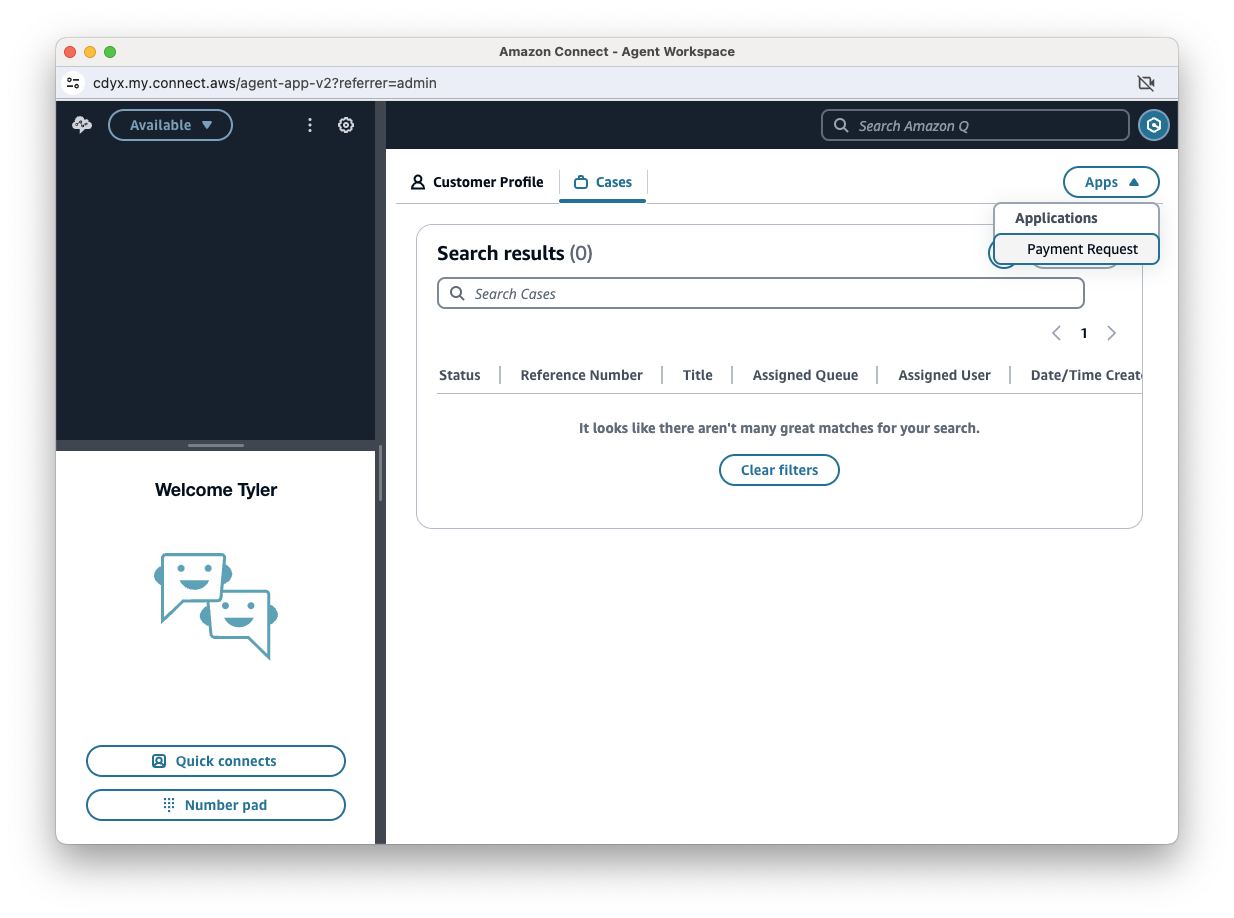 Amazon Connect - Agent Workspace
cdyx.my.connect.aws/agent-app-v2?referrer=admin
Available
Search Amazon Q
Customer Profile
Cases
Apps
Applications
Payment Request
Search results (0)
Search Cases
1
Status
Reference Number
Title
Assigned Queue
Assigned User
Date/Time Create
It looks like there aren't many great matches for your search.
Clear filters
Welcome Tyler
Quick connects
Number pad